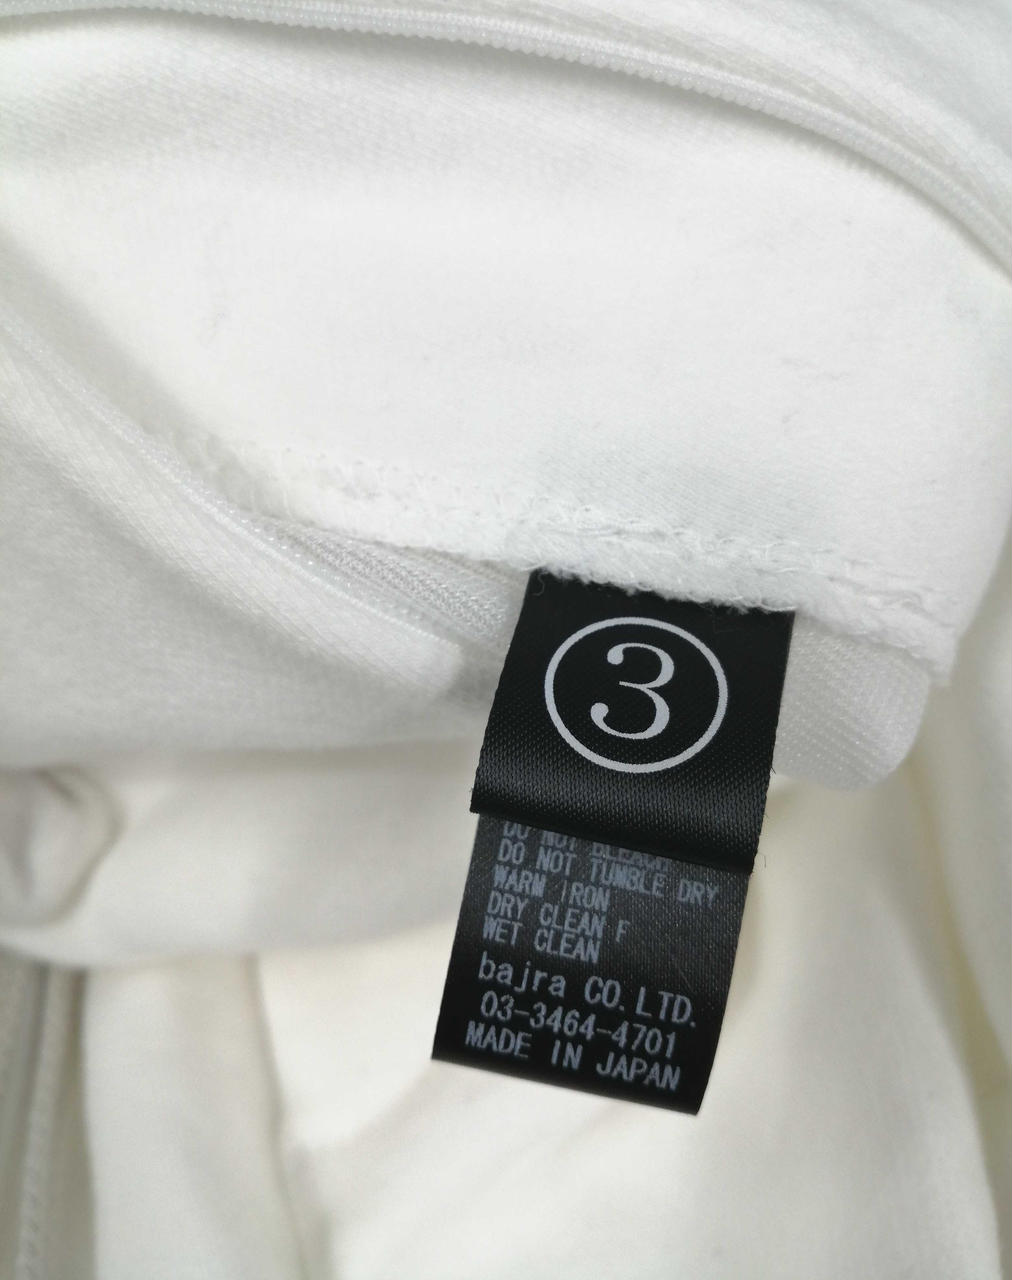 3
DO NOT BLEACH
DO NOT TUMBLE DRY
WARM IRON
DRY CLEAN F
WET CLEAN
bajra CO.LTD.
03-3464-4701
MADE IN JAPAN